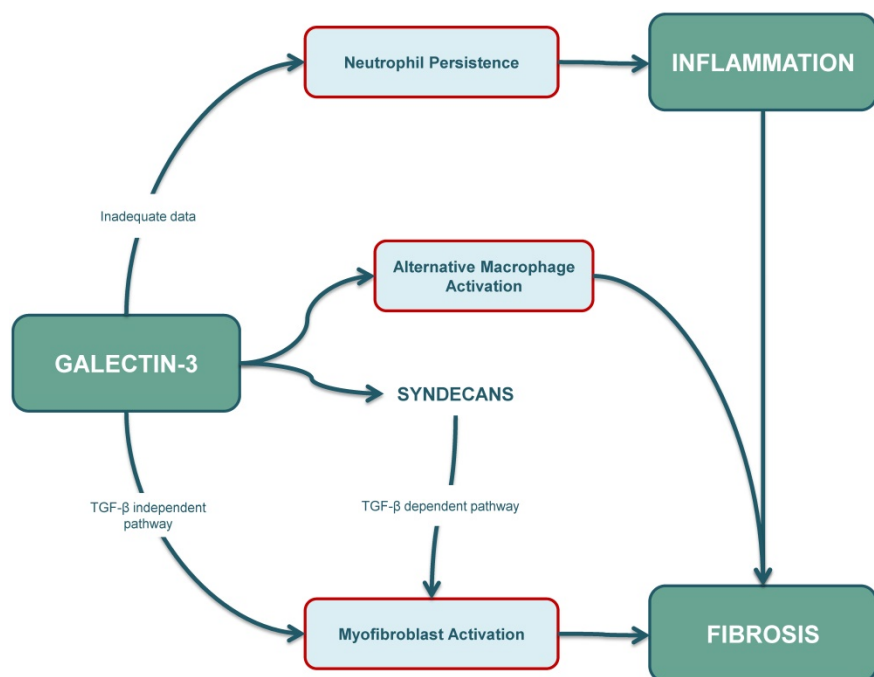 Neutrophil Persistence
INFLAMMATION
Inadequate data
Alternative Macrophage
Activation
GALECTIN-3
SYNDECANS
TGF-β independent
pathway
TGF-β dependent pathway
Myofibroblast Activation
FIBROSIS